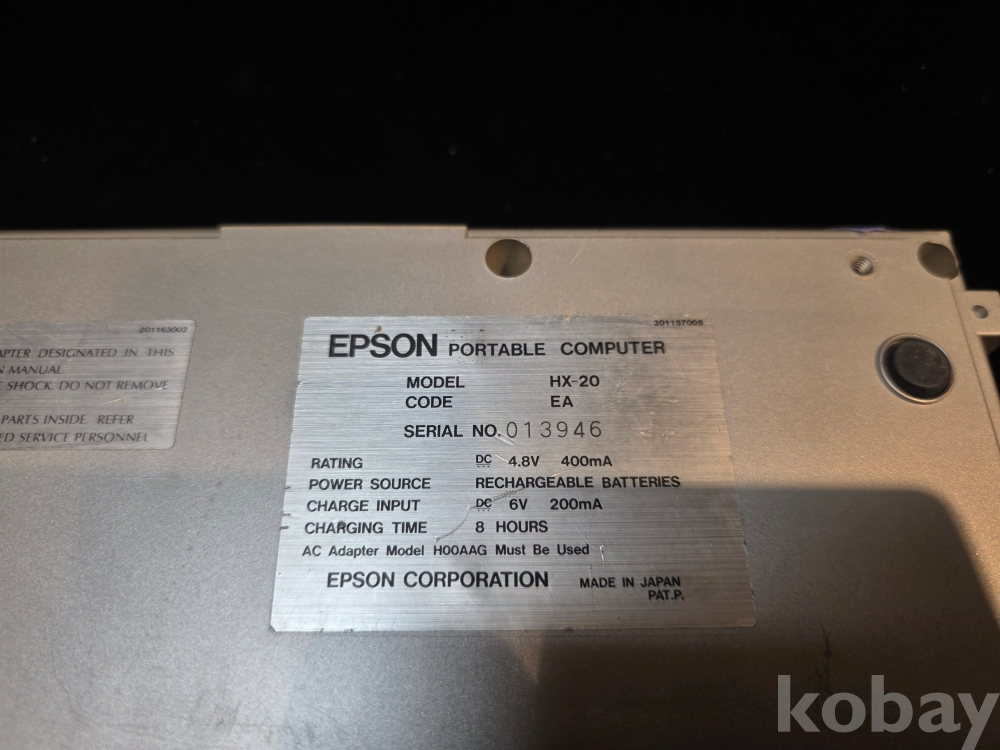 201163002
APTER DESIGNATED IN THIS
MANUAL
SHOCK. DO NOT REMOVE
PARTS INSIDE. REFER
ED SERVICE PERSONNEL
201157005
EPSON PORTABLE COMPUTER
MODEL HX-20
CODE EA
SERIAL NO. 013946
RATING DC 4.8V 400mA
POWER SOURCE RECHARGEABLE BATTERIES
CHARGE INPUT DC 6V 200mA
CHARGING TIME 8 HOURS
AC Adapter Model H00AAG Must Be Used
EPSON CORPORATION MADE IN JAPAN
PAT.P.
kobay